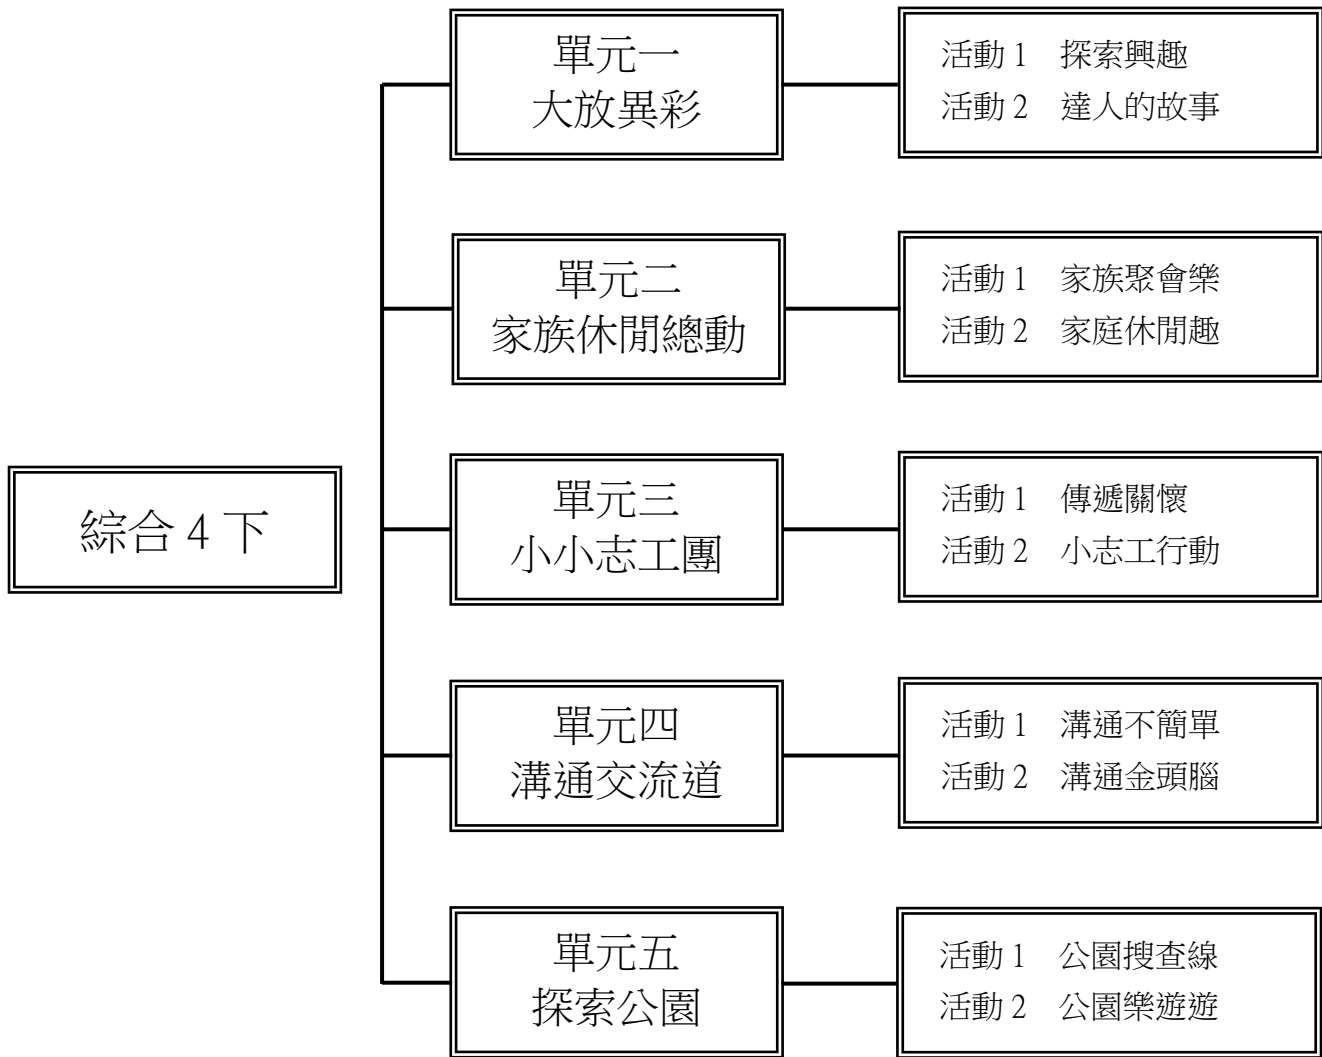 綜合4下
單元一
大放異彩
活動1 探索興趣
活動2 達人的故事
單元二
家族休閒總動
活動1 家族聚會樂
活動2 家庭休閒趣
單元三
小小志工團
活動1 傳遞關懷
活動2 小志工行動
單元四
溝通交流道
活動1 溝通不簡單
活動2 溝通金頭腦
單元五
探索公園
活動1 公園搜查線
活動2 公園樂遊遊